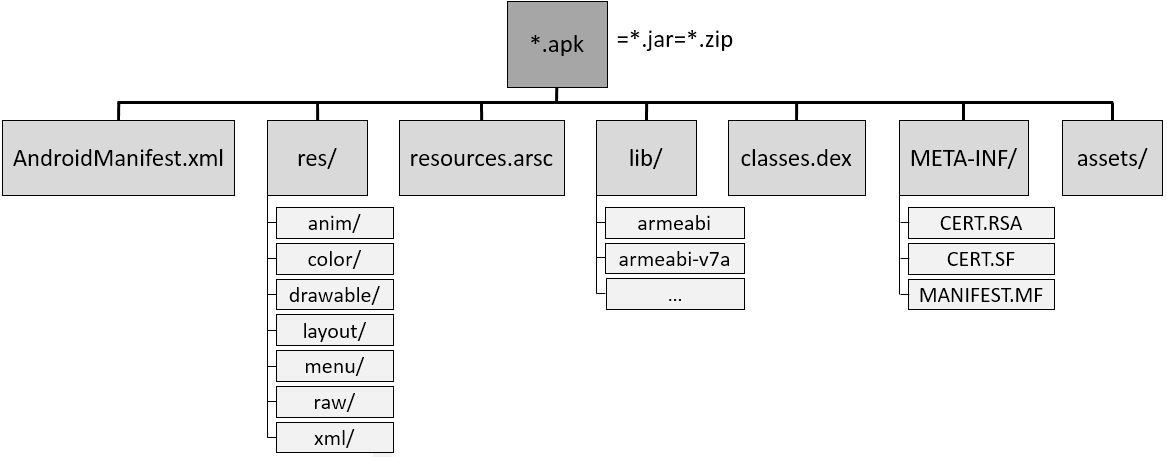 *.apk
=*.jar=*.zip
AndroidManifest.xml
res/
resources.arsc
lib/
classes.dex
META-INF/
assets/
anim/
color/
drawable/
layout/
menu/
raw/
xml/
armeabi
armeabi-v7a
...
CERT.RSA
CERT.SF
MANIFEST.MF